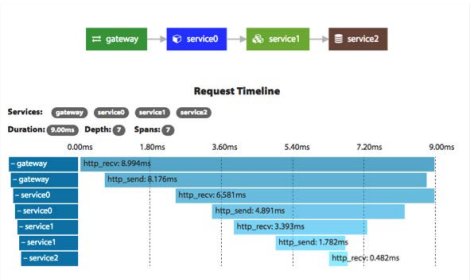 gateway service0 service1 service2
Request Timeline
Services: gateway service0 service1 service2
Duration: 9.00ms Depth: 7 Spans: 7
0.00ms 1.80ms 3.60ms 5.40ms 7.20ms 9.00ms
– gateway http_recv: 8.994ms
– gateway http_send: 8.176ms
– service0 http_recv: 6.581ms
– service0 http_send: 4.891ms
– service1 http_recv: 3.393ms
– service1 http_send: 1.782ms
– service2 http_recv: 0.482ms